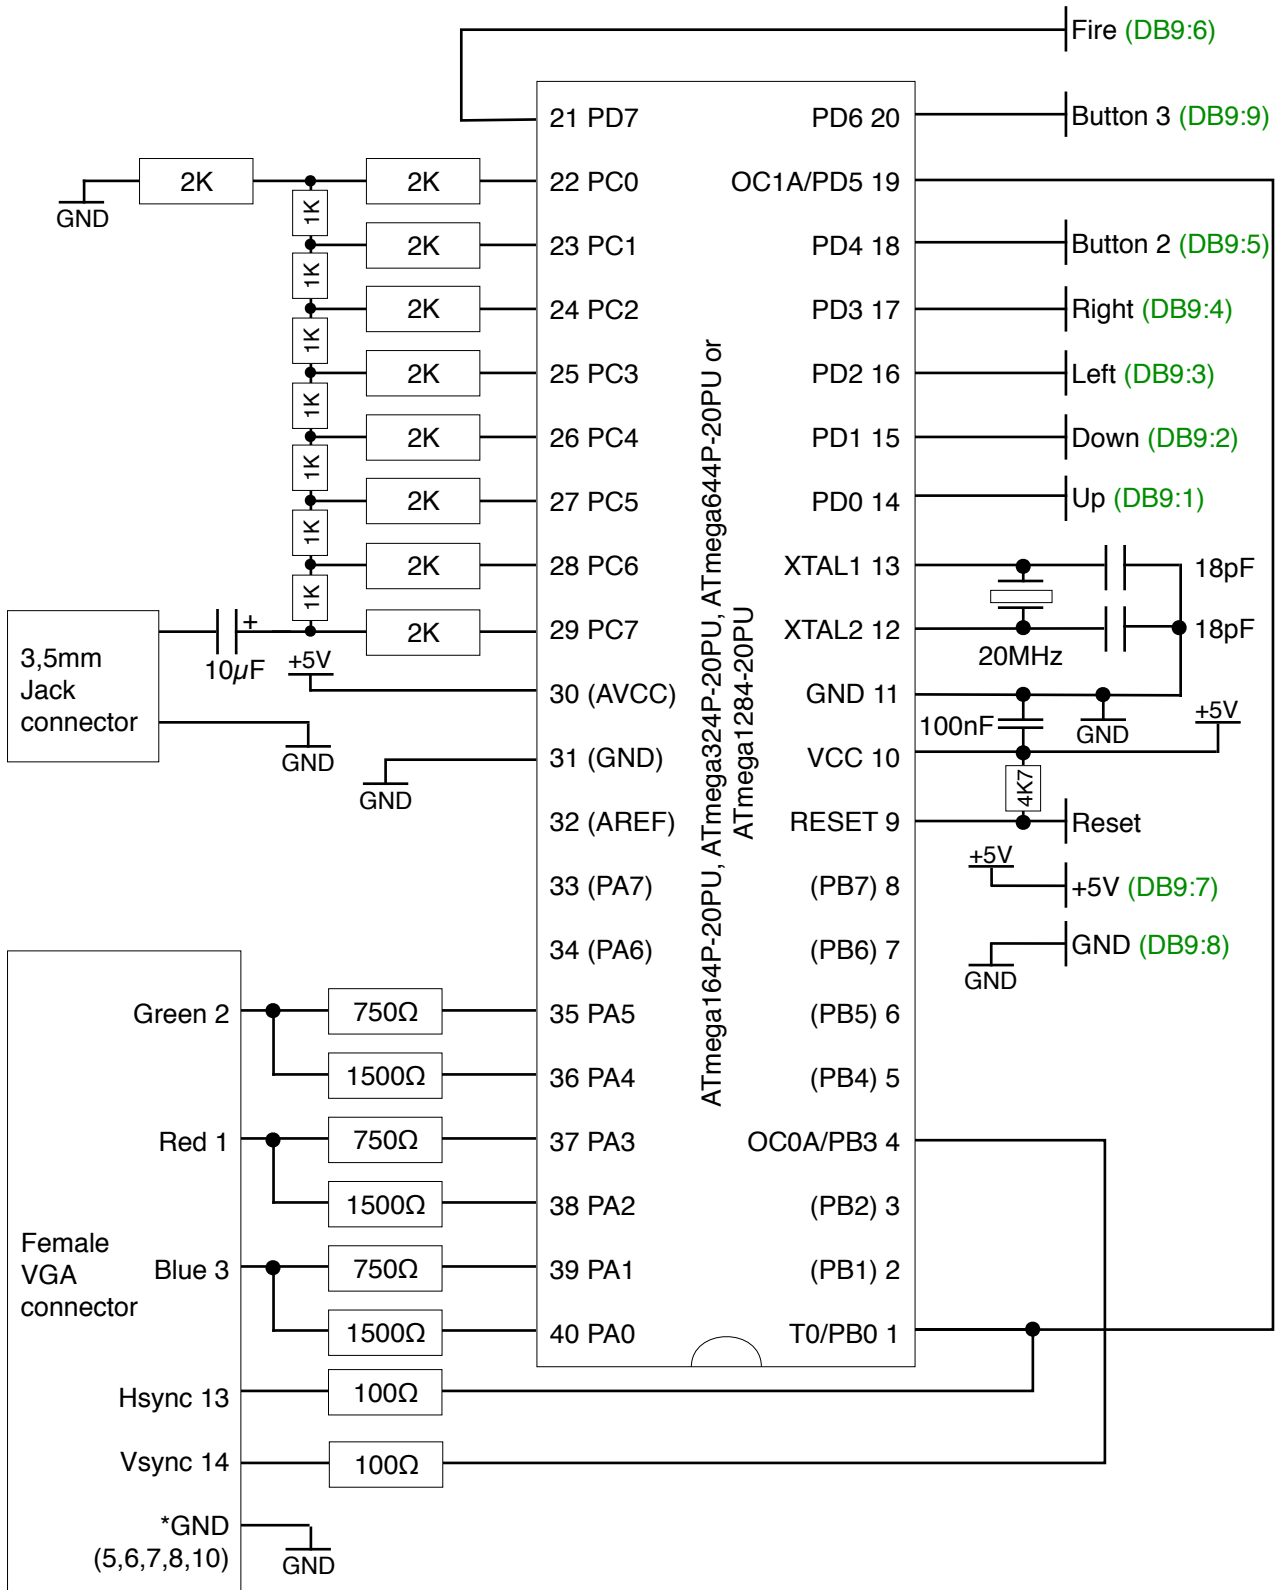 Fire (DB9:6)
21 PD7
PD6 20
Button 3 (DB9:9)
2K
2K
22 PC0
OC1A/PD5 19
GND
1K
2K
23 PC1
PD4 18
Button 2 (DB9:5)
1K
2K
24 PC2
PD3 17
Right (DB9:4)
1K
2K
25 PC3
PD2 16
Left (DB9:3)
1K
2K
26 PC4
PD1 15
Down (DB9:2)
1K
2K
27 PC5
PD0 14
Up (DB9:1)
1K
2K
28 PC6
XTAL1 13
18pF
1K
2K
29 PC7
XTAL2 12
18pF
20MHz
+
10µF
+5V
3,5mm
Jack
connector
GND
30 (AVCC)
GND 11
100nF
GND
+5V
31 (GND)
GND
VCC 10
4K7
32 (AREF)
RESET 9
Reset
ATmega164P-20PU, ATmega324P-20PU, ATmega644P-20PU or
ATmega1284-20PU
33 (PA7)
(PB7) 8
+5V
+5V (DB9:7)
34 (PA6)
(PB6) 7
GND
GND (DB9:8)
Green 2
750Ω
35 PA5
(PB5) 6
1500Ω
36 PA4
(PB4) 5
Red 1
750Ω
37 PA3
OC0A/PB3 4
1500Ω
38 PA2
(PB2) 3
Female
VGA
connector
Blue 3
750Ω
39 PA1
(PB1) 2
1500Ω
40 PA0
T0/PB0 1
Hsync 13
100Ω
Vsync 14
100Ω
*GND
(5,6,7,8,10)
GND